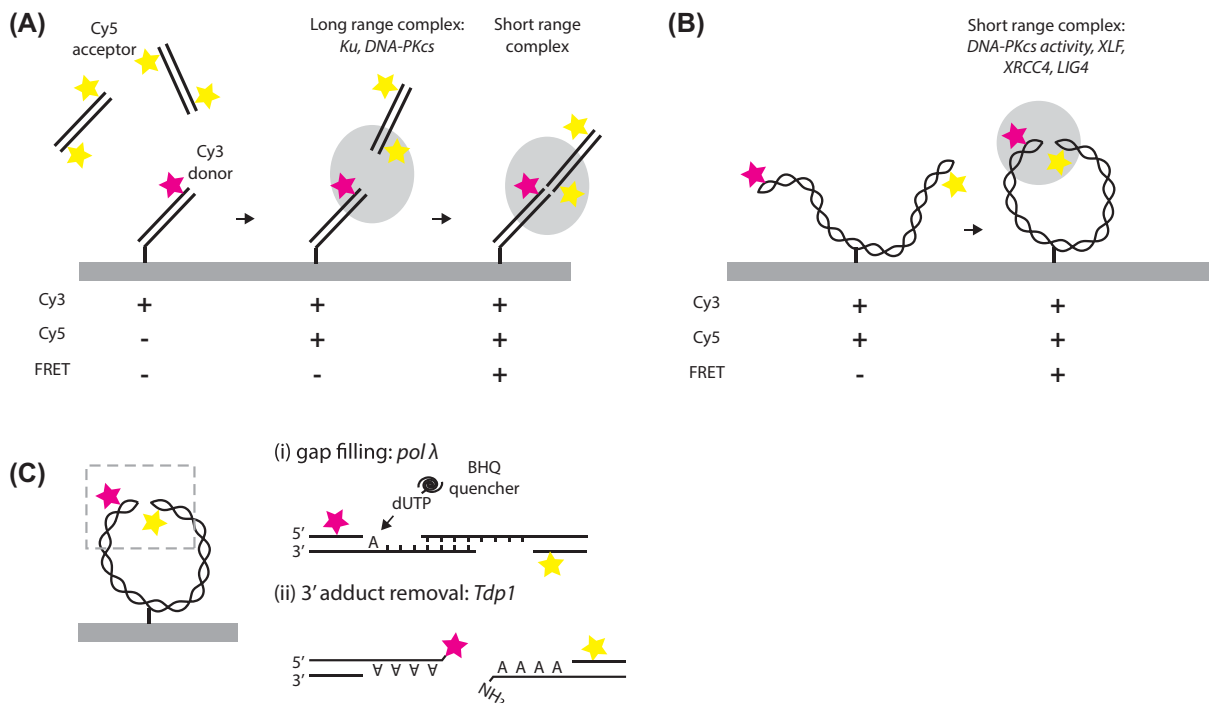 (A)
Cy5
acceptor
Cy3
donor
Long range complex:
Ku, DNA-PKcs
Short range
complex
Cy3 + + +
Cy5 - + +
FRET - - +
(B)
Short range complex:
DNA-PKcs activity, XLF,
XRCC4, LIG4
Cy3 + +
Cy5 + +
FRET - +
(C)
(i) gap filling: pol λ
BHQ
quencher
dUTP
5′
3′
A
(ii) 3′ adduct removal: Tdp1
5′
3′
A A A A
A A A A
NH₂